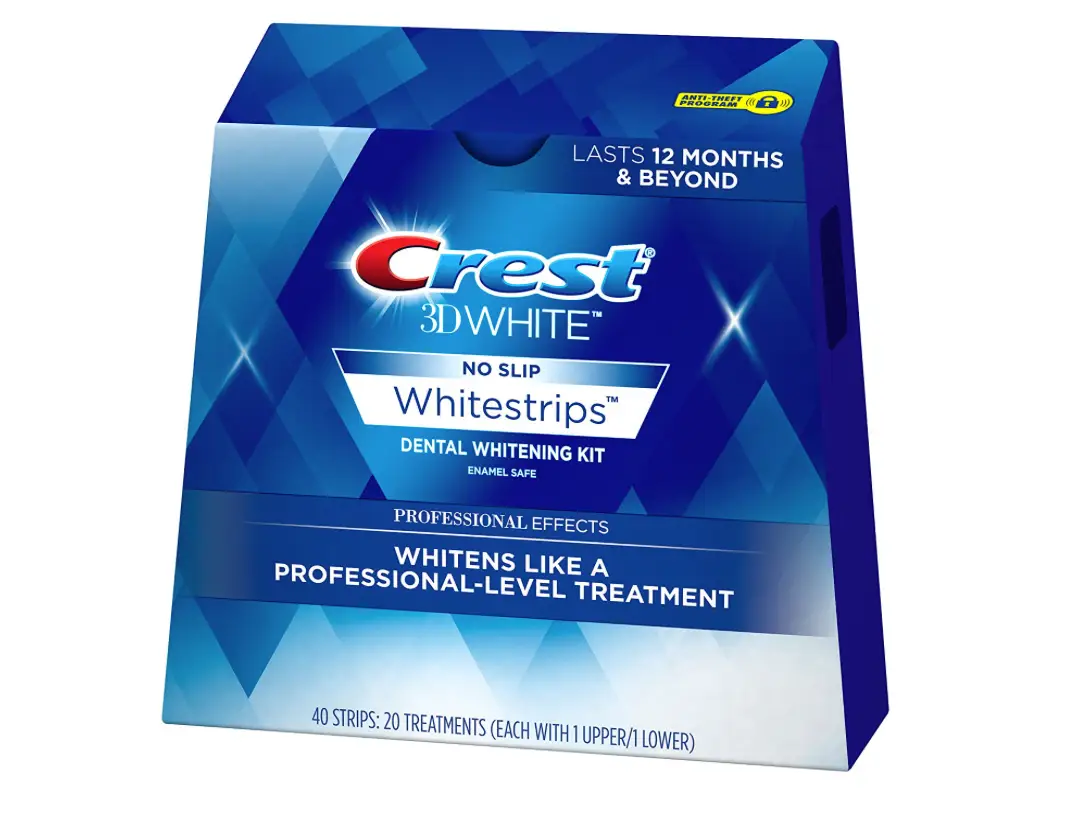 ANTI-THEFT
PROGRAM
LASTS 12 MONTHS
& BEYOND
Crest®
3D WHITE™
NO SLIP
Whitestrips™
DENTAL WHITENING KIT
ENAMEL SAFE
PROFESSIONAL EFFECTS
WHITENS LIKE A
PROFESSIONAL-LEVEL TREATMENT
40 STRIPS: 20 TREATMENTS (EACH WITH 1 UPPER/1 LOWER)